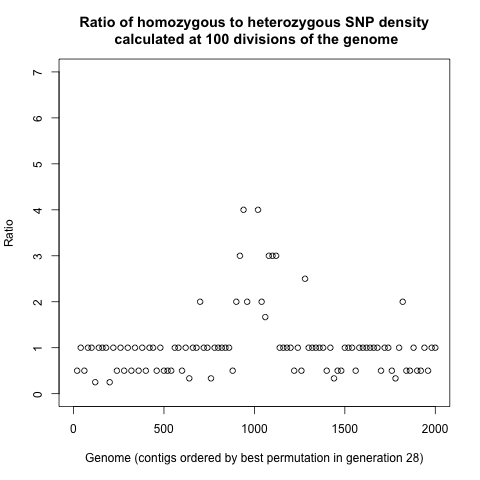 Ratio of homozygous to heterozygous SNP density
calculated at 100 divisions of the genome
7
6
5
4
3
2
1
0
Ratio
0 500 1000 1500 2000
Genome (contigs ordered by best permutation in generation 28)